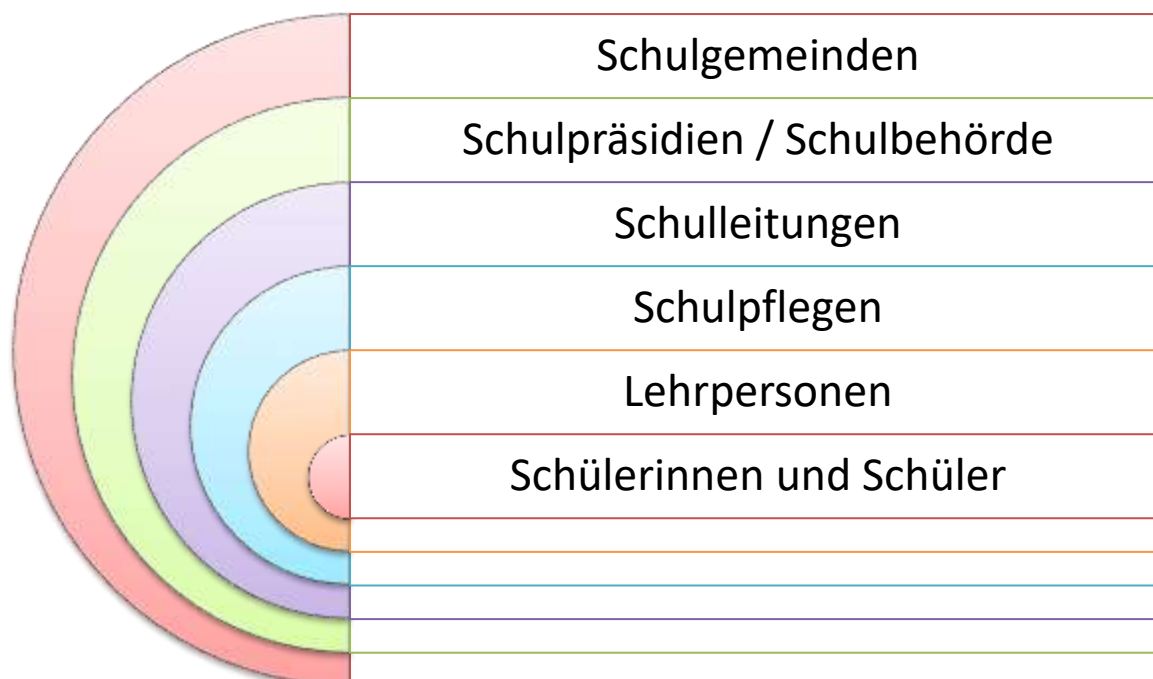 Schulgemeinden
Schulpräsidien / Schulbehörde
Schulleitungen
Schulpflegen
Lehrpersonen
Schülerinnen und Schüler